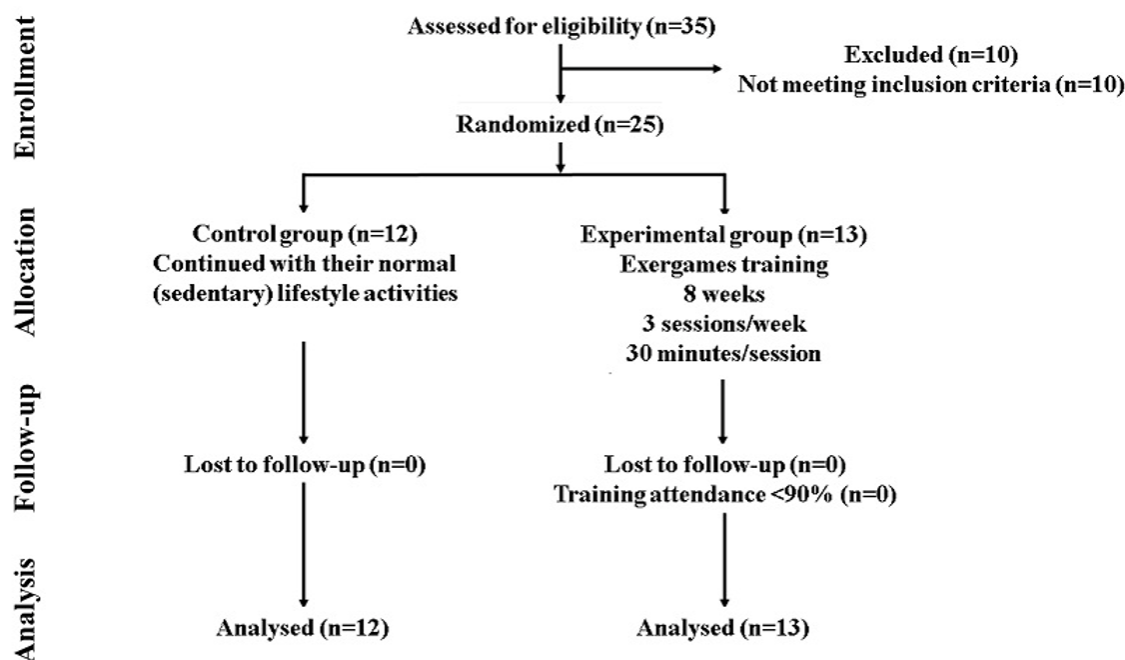 Enrollment
Assessed for eligibility (n=35)
Excluded (n=10)
Not meeting inclusion criteria (n=10)
Randomized (n=25)
Allocation
Control group (n=12)
Continued with their normal
(sedentary) lifestyle activities
Experimental group (n=13)
Exergames training
8 weeks
3 sessions/week
30 minutes/session
Follow-up
Lost to follow-up (n=0)
Lost to follow-up (n=0)
Training attendance <90% (n=0)
Analysis
Analysed (n=12)
Analysed (n=13)